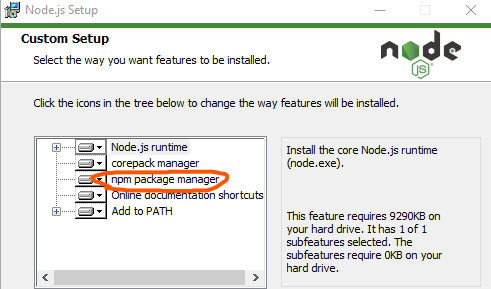 Node.js Setup
Custom Setup
Select the way you want features to be installed.
node
JS
Click the icons in the tree below to change the way features will be installed.
Node.js runtime
corepack manager
npm package manager
Online documentation shortcuts
Add to PATH
Install the core Node.js runtime
(node.exe).
This feature requires 9290KB on
your hard drive. It has 1 of 1
subfeatures selected. The
subfeatures require 0KB on your
hard drive.